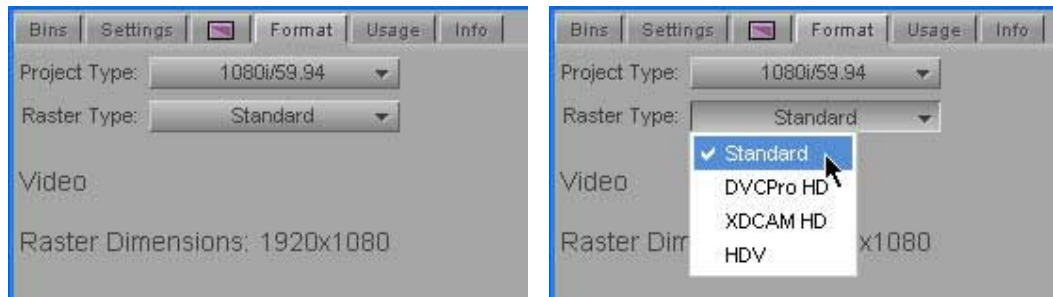 Bins Settings Format Usage Info
Project Type: 1080i/59.94
Raster Type: Standard
Video
Raster Dimensions: 1920x1080
Bins Settings Format Usage Info
Project Type: 1080i/59.94
Raster Type: Standard
Standard
Video
DVCPro HD
XDCAM HD
Raster Dim x1080
HDV